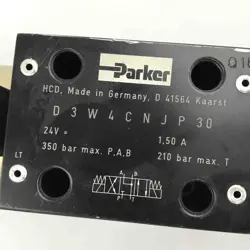 Parker
Q18
HCD, Made in Germany, D 41564 Kaarst
D 3 W 4 C N J P 30
24V = 1,50 A
350 bar max. P,A,B 210 bar max. T
LT